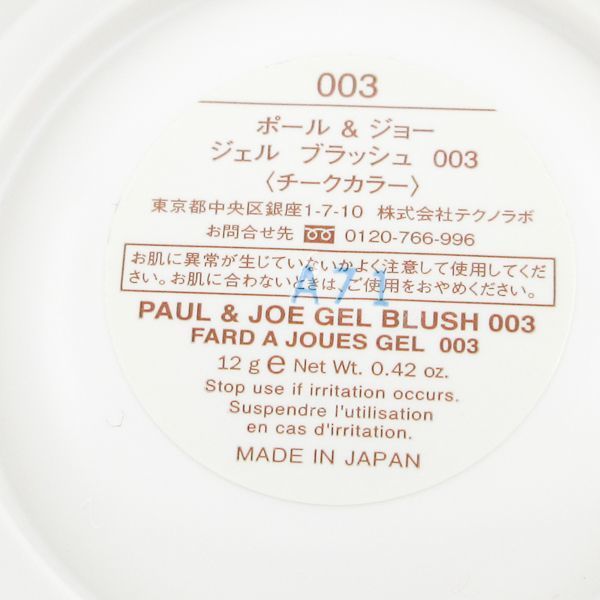 003
ポール & ジョー
ジェル ブラッシュ 003
〈チークカラー〉
東京都中央区銀座1-7-10 株式会社テクノラボ
お問合せ先 0120-766-996
お肌に異常が生じていないかよく注意して使用してくだ
さい。お肌に合わないときは、ご使用をおやめください。
A71
PAUL & JOE GEL BLUSH 003
FARD A JOUES GEL 003
12 g e Net Wt. 0.42 oz.
Stop use if irritation occurs.
Suspendre l'utilisation
en cas d'irritation.
MADE IN JAPAN